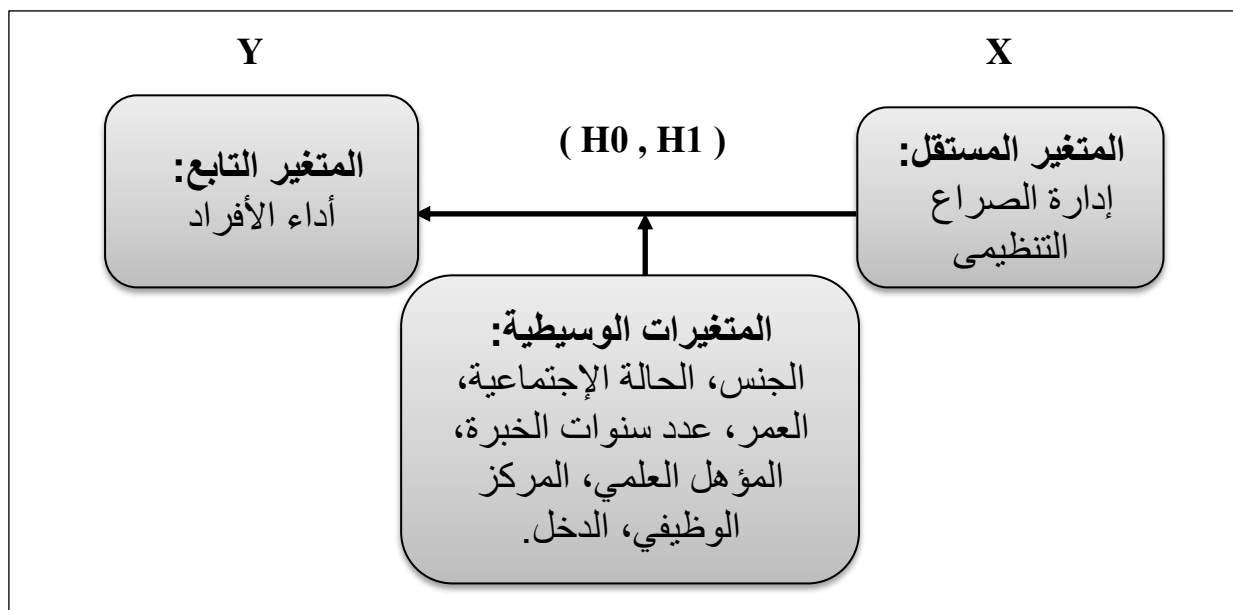 X
Y
( H0 , H1 )
المتغير المستقل:
إدارة الصراع
التنظيمى
المتغير التابع:
أداء الأفراد
المتغيرات الوسيطية:
الجنس، الحالة الإجتماعية،
العمر، عدد سنوات الخبرة،
المؤهل العلمي، المركز
الوظيفي، الدخل.